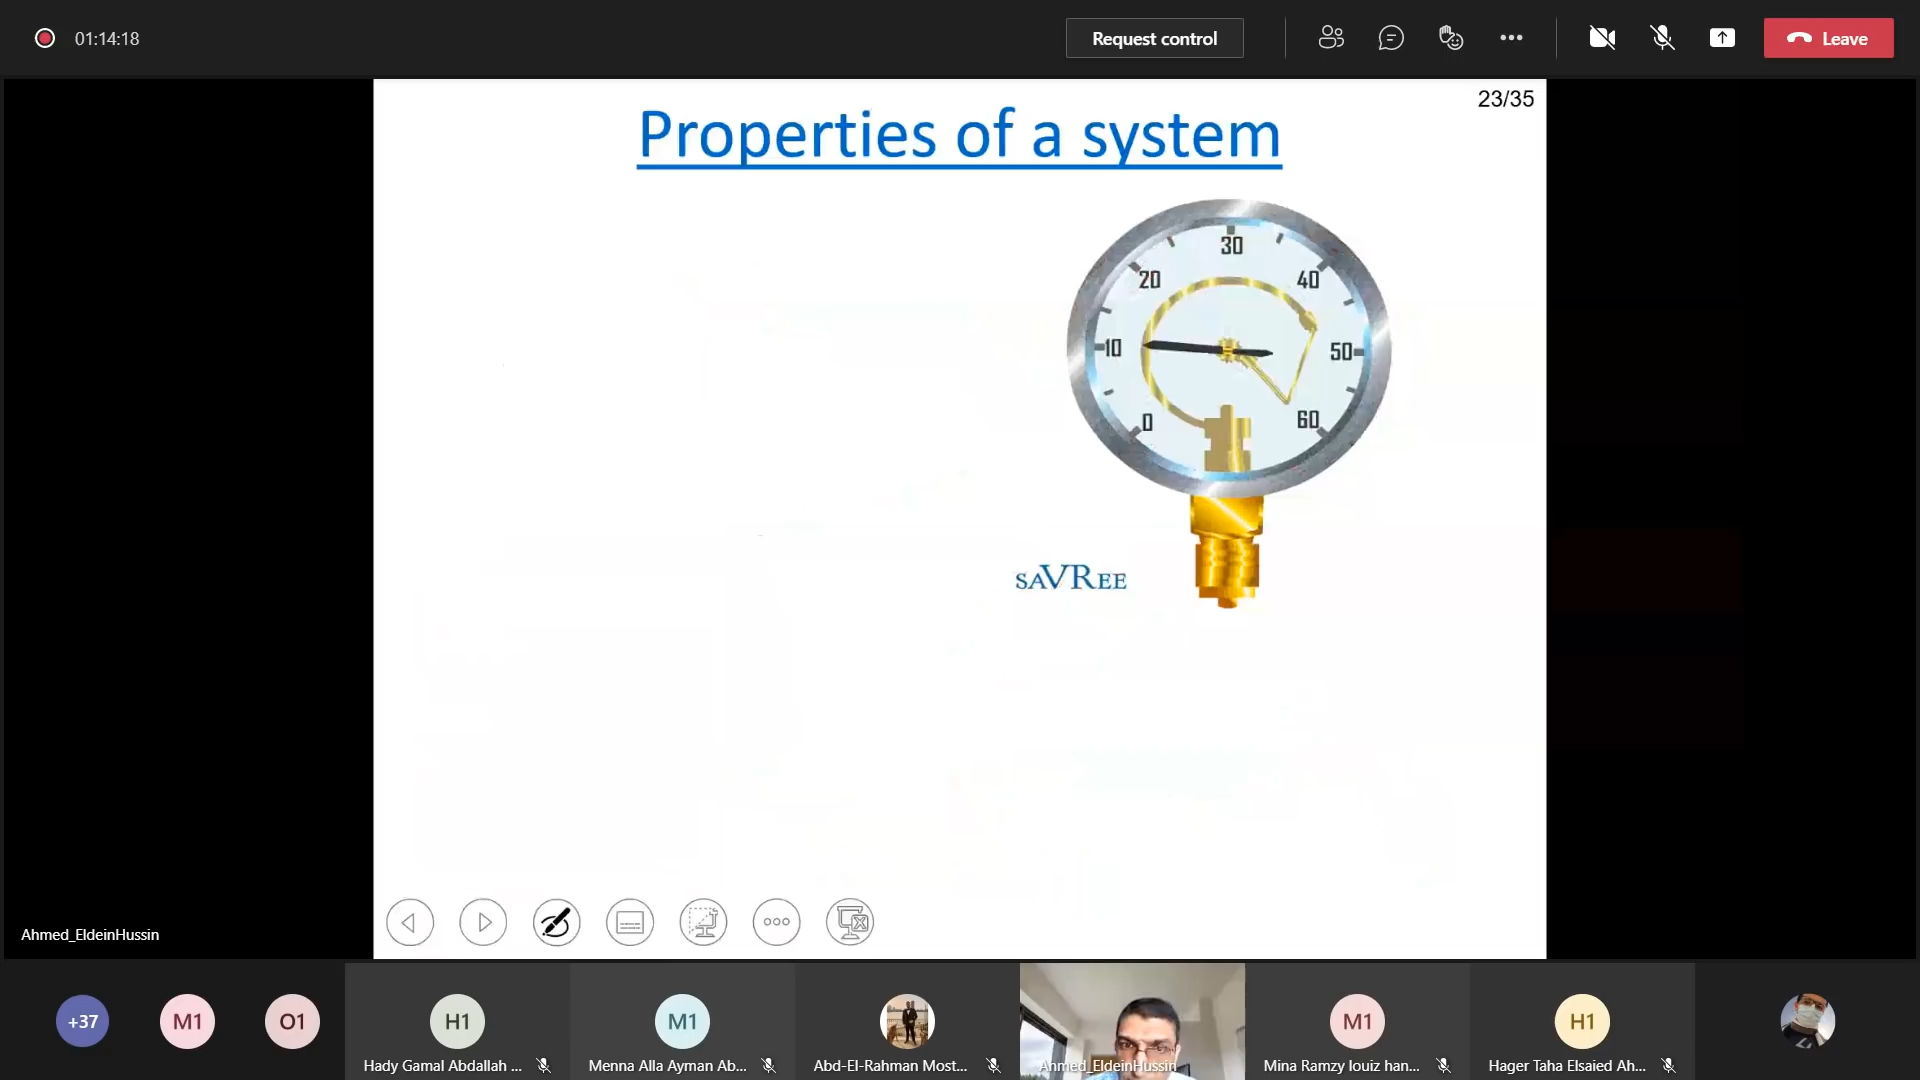 01:14:18
Request control
Leave
23/35
Properties of a system
30
20
40
10
50
0
60
SAVREE
Ahmed_EldeinHussin
+37
M1
O1
H1
Hady Gamal Abdallah ...
M1
Menna Alla Ayman Ab...
Abd-El-Rahman Most...
Ahmed_EldeinHussin
M1
Mina Ramzy louiz han...
H1
Hager Taha Elsaied Ah...